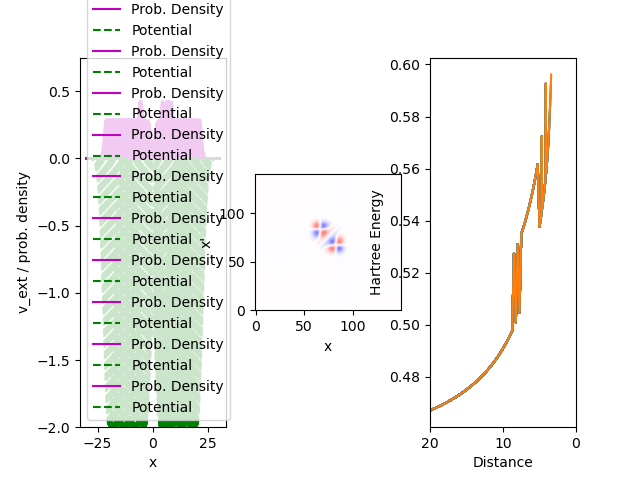 Prob. Density
Potential
Prob. Density
Potential
Prob. Density
Potential
Prob. Density
Potential
Prob. Density
Potential
Prob. Density
Potential
Prob. Density
Potential
Prob. Density
Potential
Prob. Density
Potential
Prob. Density
Potential
0.5
0.0
−0.5
−1.0
−1.5
−2.0
v_ext / prob. density
−25
0
25
x
100
50
0
x'
0
50
100
x
0.60
0.58
0.56
0.54
0.52
0.50
0.48
Hartree Energy
20
10
0
Distance